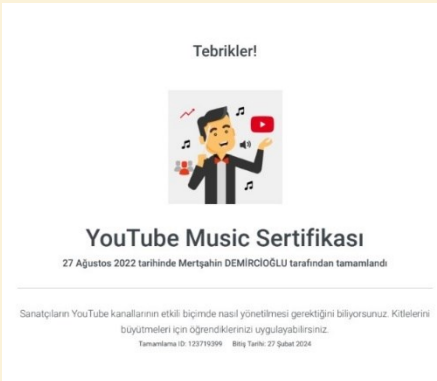 Tebrikler!
YouTube Music Sertifikası
27 Ağustos 2022 tarihinde Mertşahin DEMİRCİOĞLU tarafından tamamlandı
Sanatçıların YouTube kanallarının etkili biçimde nasıl yönetilmesi gerektiğini biliyorsunuz. Kitlelerini
büyütmeleri için öğrendiklerinizi uygulayabilirsiniz.
Tamamlama ID: 123719399 Bitiş Tarihi: 27 Şubat 2024